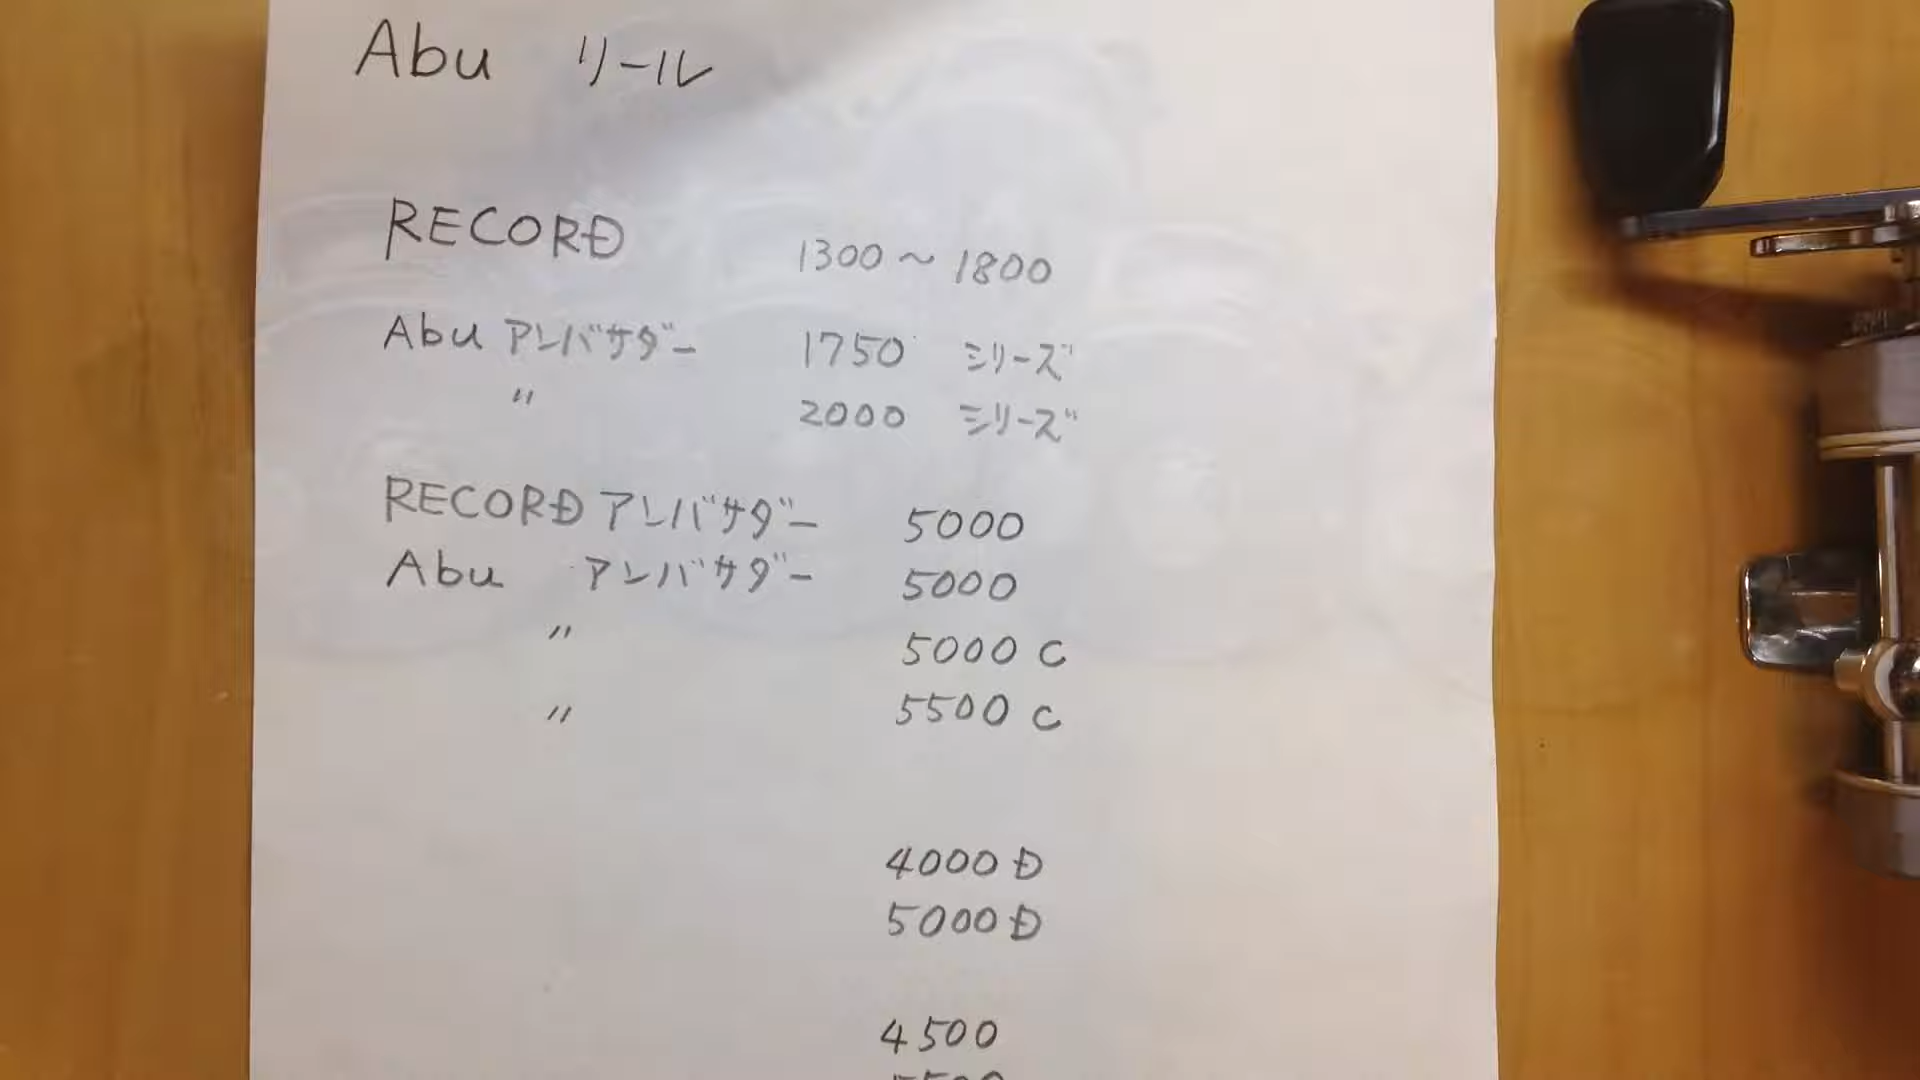 Abu リール
RECORD 1300～1800
Abu アンバサダー 1750 シリーズ
〃 2000 シリーズ
RECORD アンバサダー 5000
Abu アンバサダー 5000
〃 5000 C
〃 5500 C
4000 D
5000 D
4500